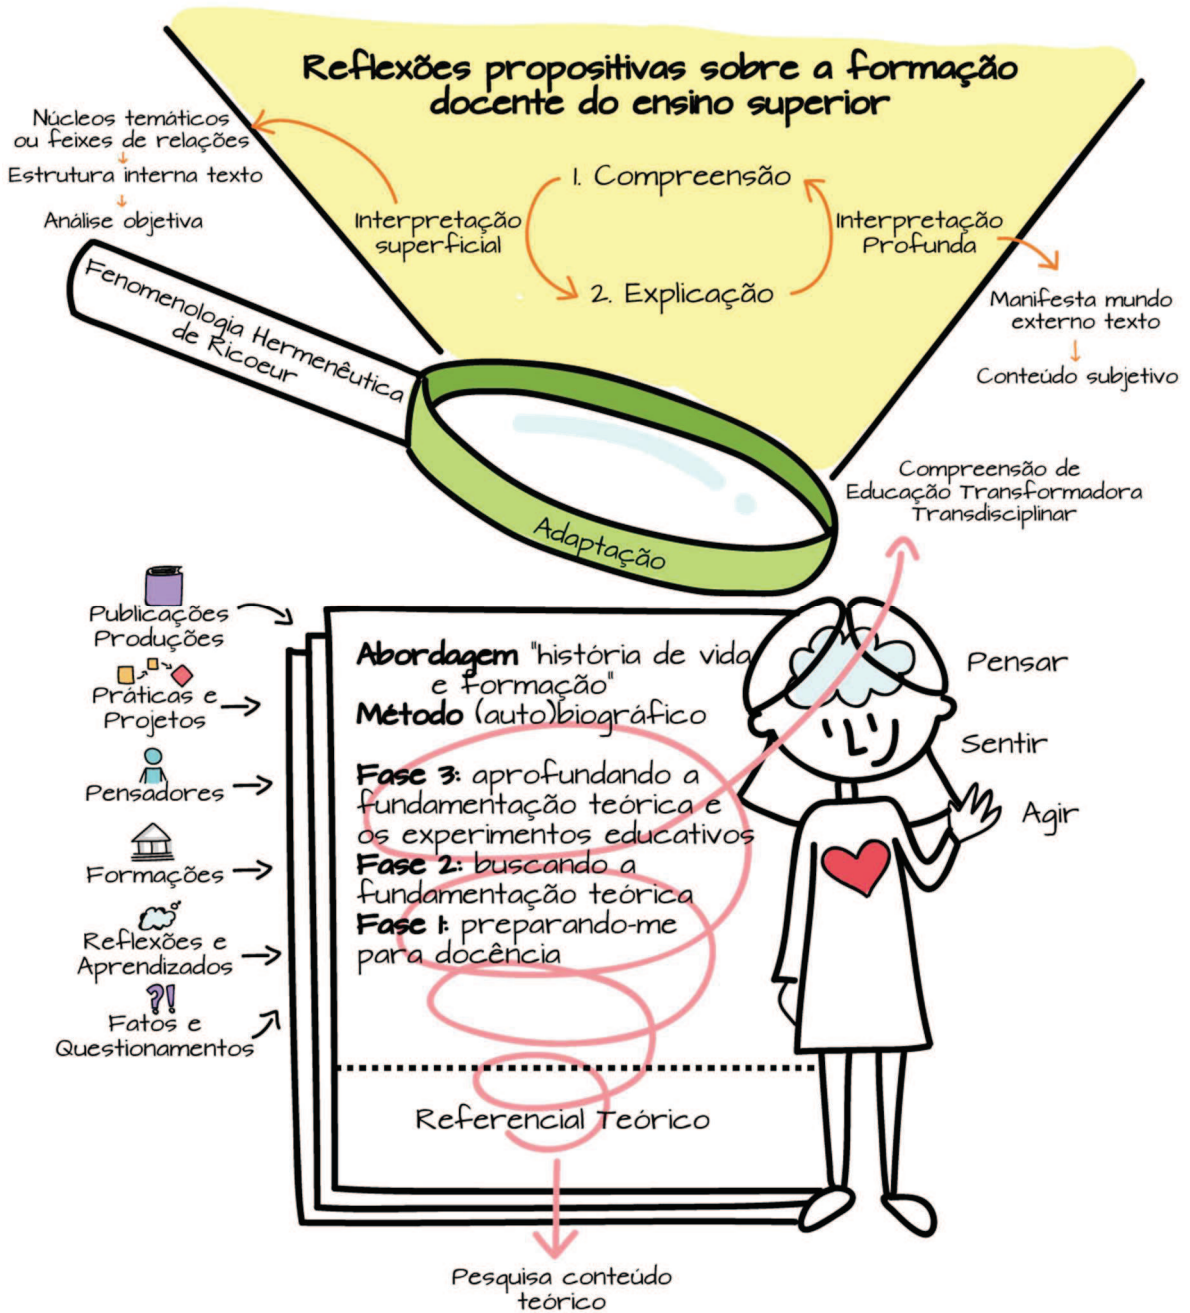 Reflexões propositivas sobre a formação
docente do ensino superior
Núcleos temáticos
ou feixes de relações
Estrutura interna texto
Análise objetiva
Interpretação
superficial
1. Compreensão
2. Explicação
Interpretação
Profunda
Manifesta mundo
externo texto
Conteúdo subjetivo
Fenomenologia Hermenêutica
de Ricoeur
Adaptação
Compreensão de
Educação Transformadora
Transdisciplinar
Publicações
Produções
Práticas e
Projetos
Pensadores
Formações
Reflexões e
Aprendizados
?!
Fatos e
Questionamentos
Abordagem "história de vida
e formação"
Método (auto)biográfico
Fase 3: aprofundando a
fundamentação teórica e
os experimentos educativos
Fase 2: buscando a
fundamentação teórica
Fase 1: preparando-me
para docência
Referencial Teórico
Pensar
Sentir
Agir
Pesquisa conteúdo
teórico